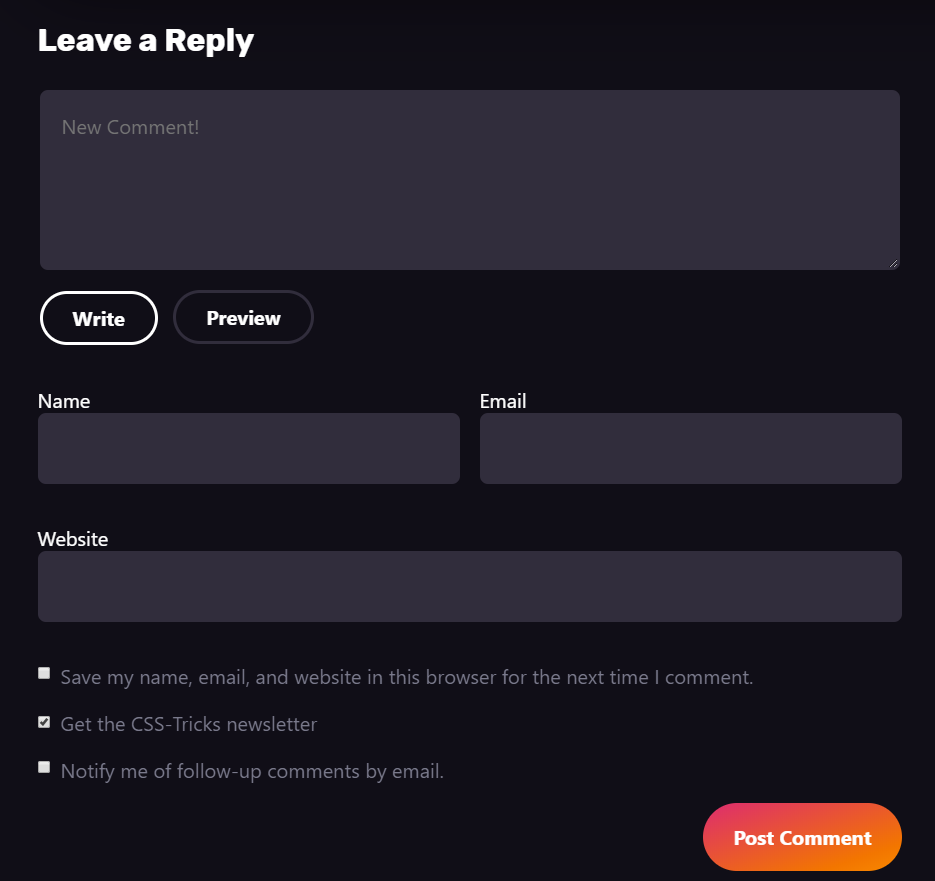 Leave a Reply
New Comment!
Write Preview
Name Email
Website
Save my name, email, and website in this browser for the next time I comment.
Get the CSS-Tricks newsletter
Notify me of follow-up comments by email.
Post Comment